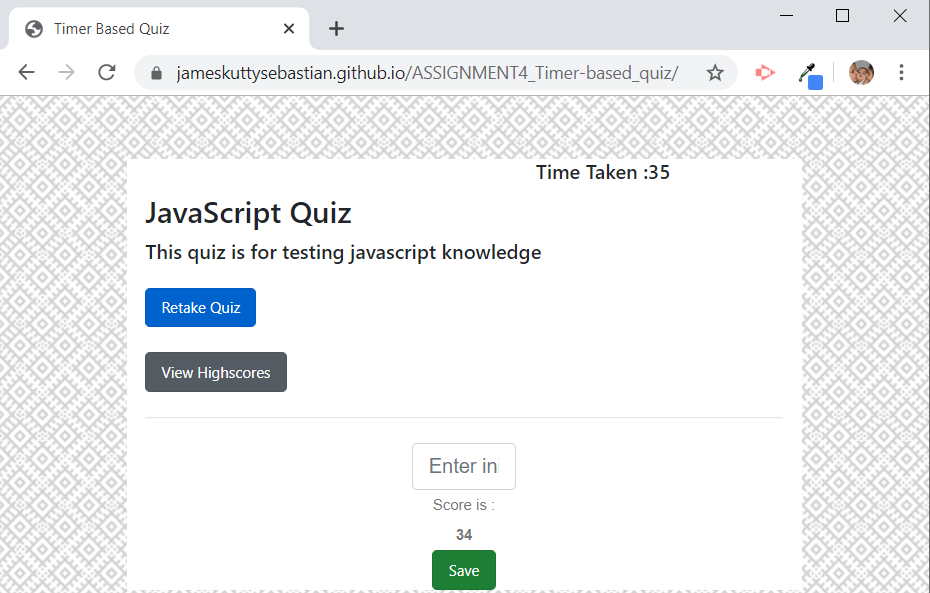 Timer Based Quiz
jameskuttysebastian.github.io/ASSIGNMENT4_Timer-based_quiz/
Time Taken :35
JavaScript Quiz
This quiz is for testing javascript knowledge
Retake Quiz
View Highscores
Enter in
Score is :
34
Save